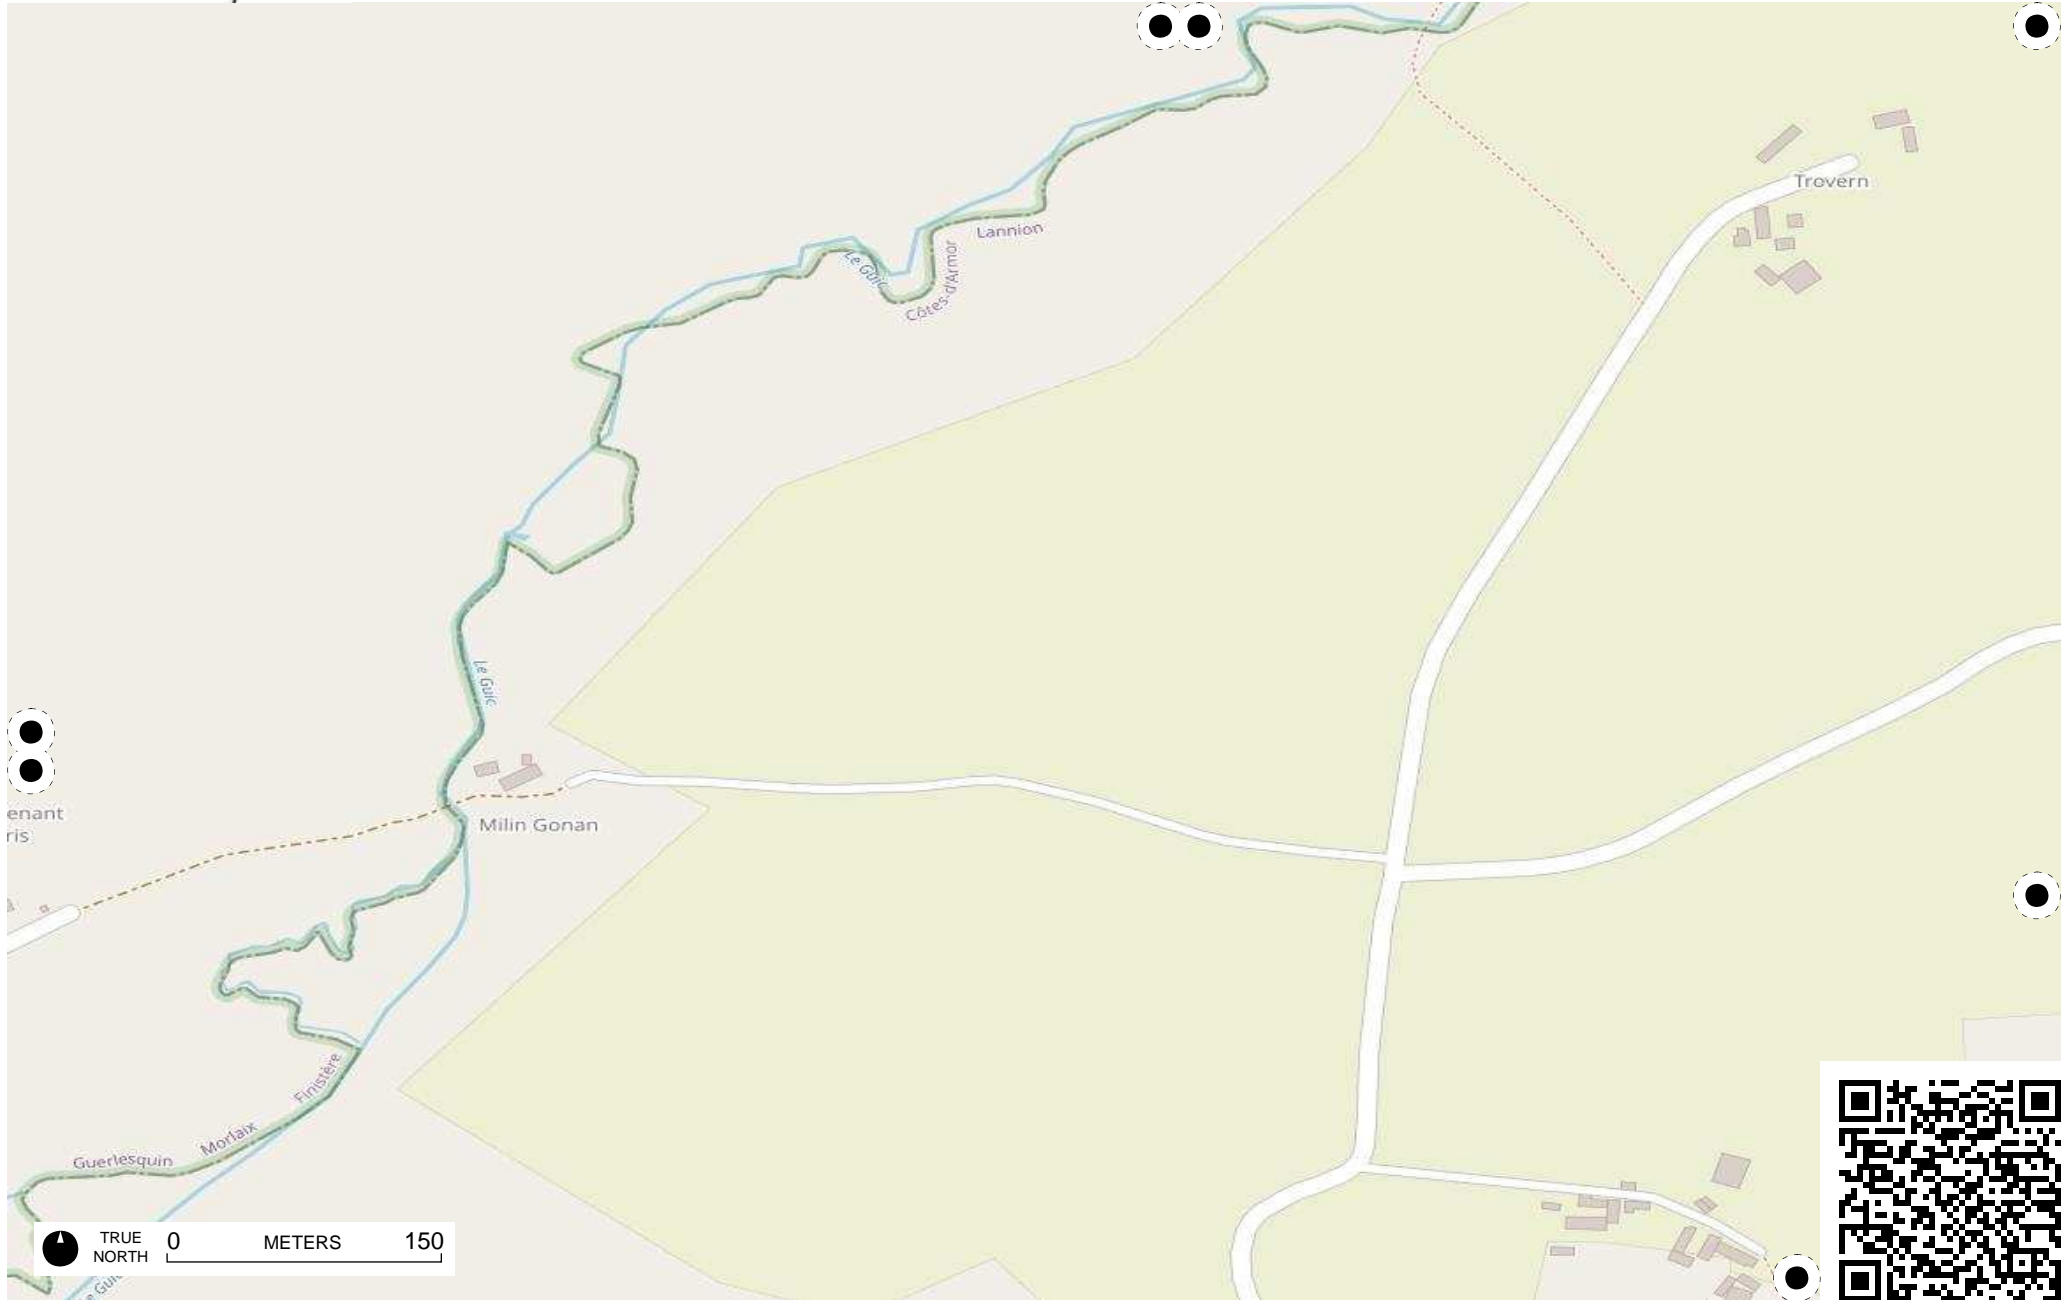 Trovern
Lannion
Côtes-d'Armor
Le Guic
Le Guic
enant
ris
Milin Gonan
Finistère
Morlaix
Guerlesquin
TRUE
NORTH
0 METERS 150
e Guic